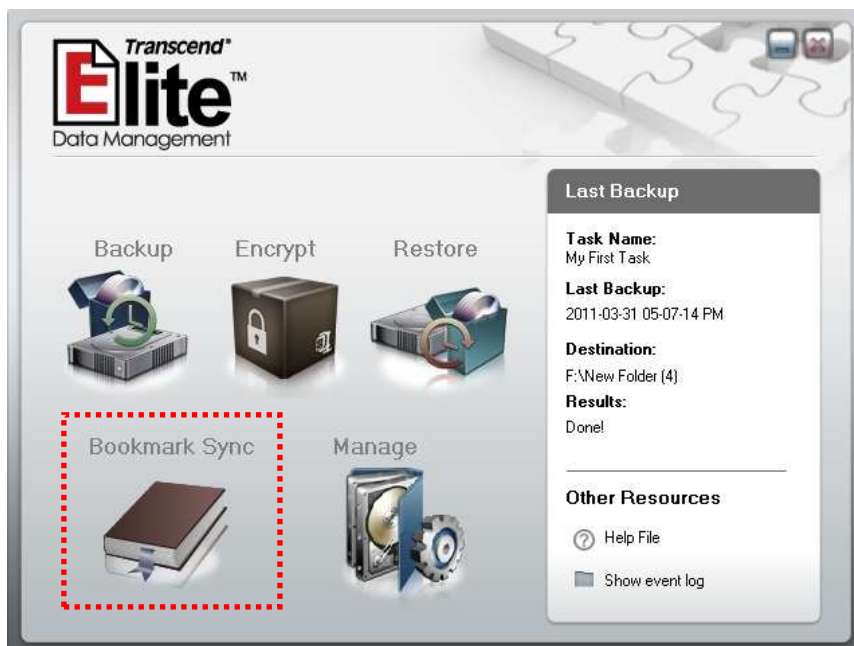 Transcend®
Elite™
Data Management
Backup
Encrypt
Restore
Bookmark Sync
Manage
Last Backup
Task Name:
My First Task
Last Backup:
2011-03-31 05-07-14 PM
Destination:
F:\New Folder (4)
Results:
Done!
Other Resources
Help File
Show event log